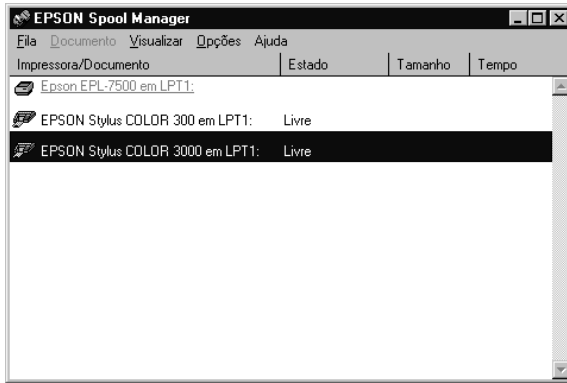 EPSON Spool Manager
Fila Documento Visualizar Opções Ajuda
Impressora/Documento Estado Tamanho Tempo
Epson EPL-7500 em LPT1:
EPSON Stylus COLOR 300 em LPT1: Livre
EPSON Stylus COLOR 3000 em LPT1: Livre